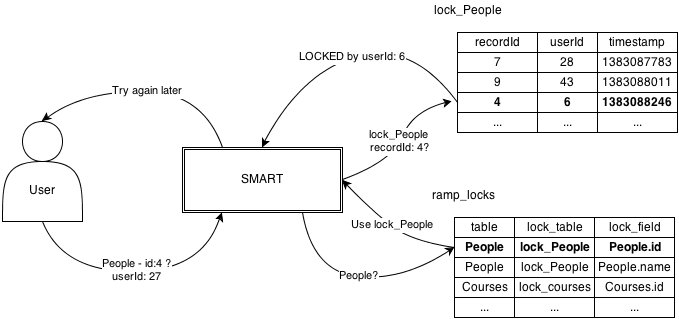 lock_People
recordId userId timestamp
7 28 1383087783
9 43 1383088011
4 6 1383088246
... ... ...
LOCKED by userId: 6
Try again later
lock_People
recordId: 4?
SMART
User
ramp_locks
table lock_table lock_field
People lock_People People.id
People lock_People People.name
Courses lock_courses Courses.id
... ... ...
Use lock_People
People - id:4 ?
userId: 27
People?